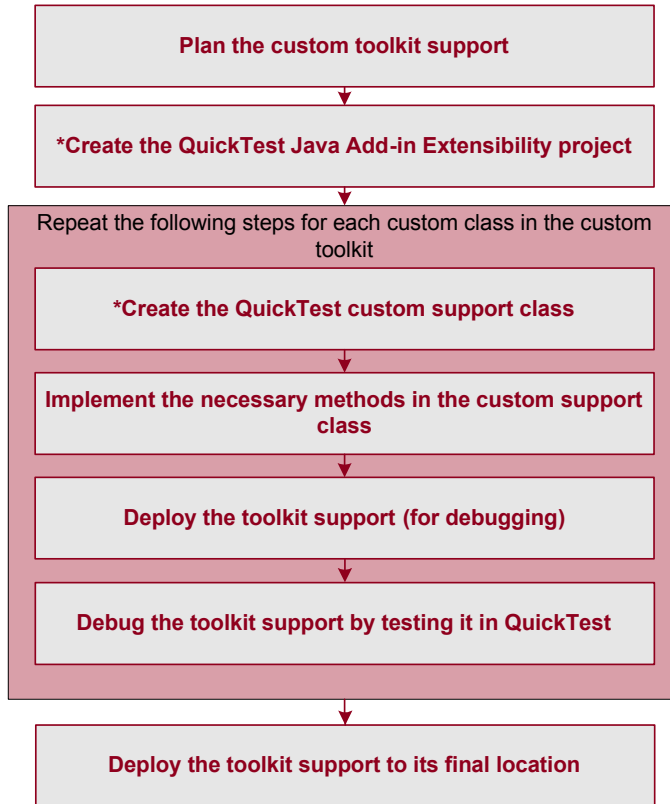 Plan the custom toolkit support
*Create the QuickTest Java Add-in Extensibility project
Repeat the following steps for each custom class in the custom
toolkit
*Create the QuickTest custom support class
Implement the necessary methods in the custom support
class
Deploy the toolkit support (for debugging)
Debug the toolkit support by testing it in QuickTest
Deploy the toolkit support to its final location